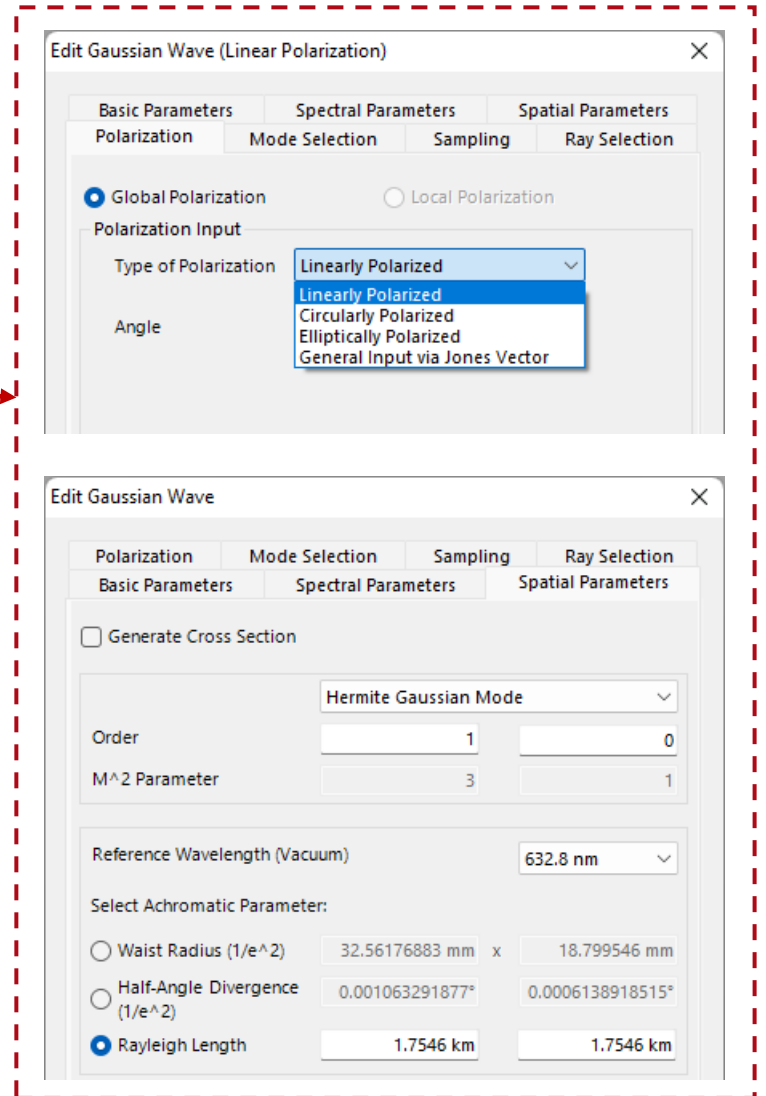 Edit Gaussian Wave (Linear Polarization)
Basic Parameters Spectral Parameters Spatial Parameters
Polarization Mode Selection Sampling Ray Selection
Global Polarization Local Polarization
Polarization Input
Type of Polarization Linearly Polarized
Linearly Polarized
Circularly Polarized
Angle
Elliptically Polarized
General Input via Jones Vector
Edit Gaussian Wave
Polarization Mode Selection Sampling Ray Selection
Basic Parameters Spectral Parameters Spatial Parameters
Generate Cross Section
Hermite Gaussian Mode
Order 1 0
M^2 Parameter 3 1
Reference Wavelength (Vacuum) 632.8 nm
Select Achromatic Parameter:
Waist Radius (1/e^2) 32.56176883 mm x 18.799546 mm
Half-Angle Divergence
(1/e^2) 0.001063291877° 0.0006138918515°
Rayleigh Length 1.7546 km 1.7546 km